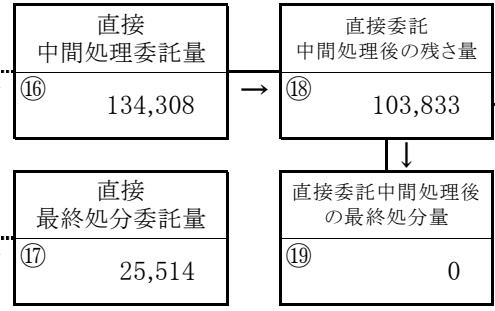 直接
中間処理委託量
⑯
134,308
→
直接委託
中間処理後の残さ量
⑱
103,833
↓
直接
最終処分委託量
⑰
25,514
直接委託中間処理後
の最終処分量
⑲
0